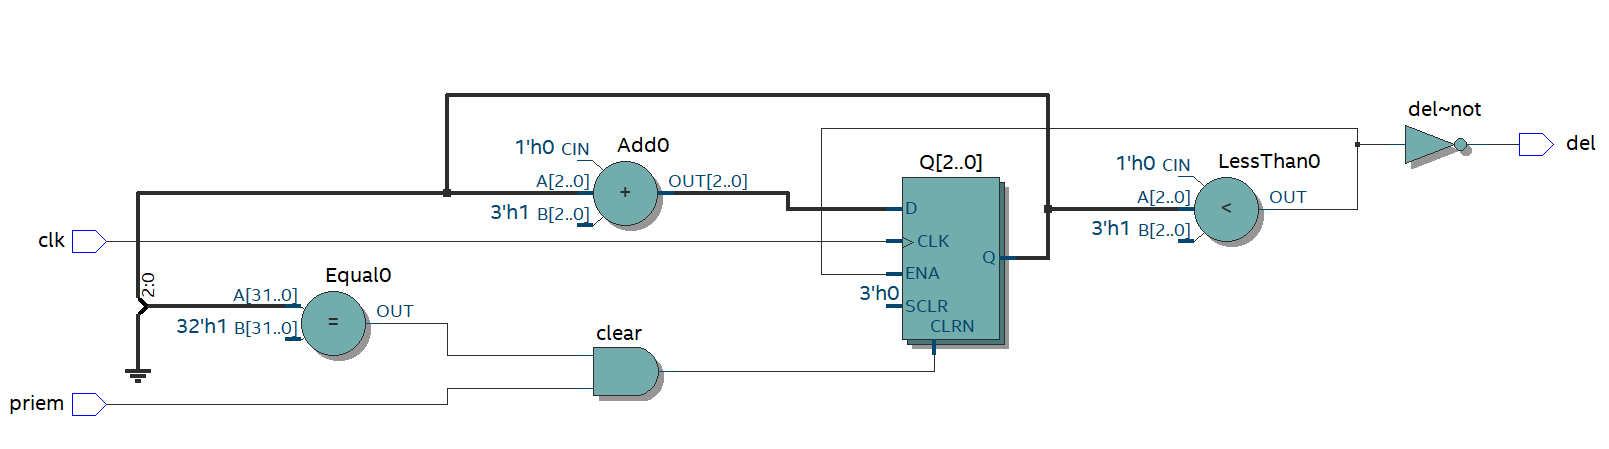 del~not
del
1'h0 CIN
Add0
A[2..0]
OUT[2..0]
+
3'h1 B[2..0]
Q[2..0]
D
CLK
ENA
3'h0
SCLR
CLRN
Q
1'h0 CIN
LessThan0
A[2..0]
OUT
<
3'h1 B[2..0]
clk
2:0
Equal0
A[31..0]
OUT
=
32'h1 B[31..0]
clear
priem